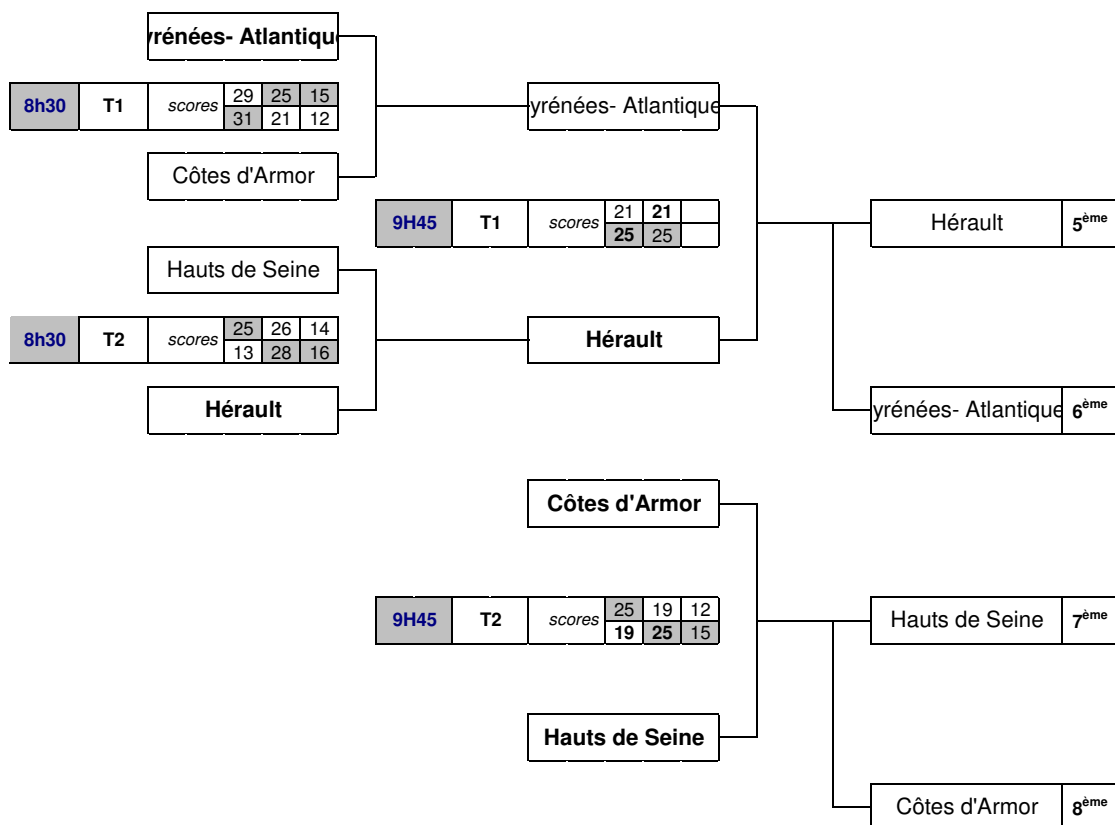 yrénées- Atlantique
8h30 T1 scores 29 25 15
31 21 12
Côtes d'Armor
yrénées- Atlantique
9H45 T1 scores 21 21
25 25
Hérault 5ème
Hauts de Seine
8h30 T2 scores 25 26 14
13 28 16
Hérault
Hérault
yrénées- Atlantique 6ème
Côtes d'Armor
9H45 T2 scores 25 19 12
19 25 15
Hauts de Seine 7ème
Hauts de Seine
Côtes d'Armor 8ème